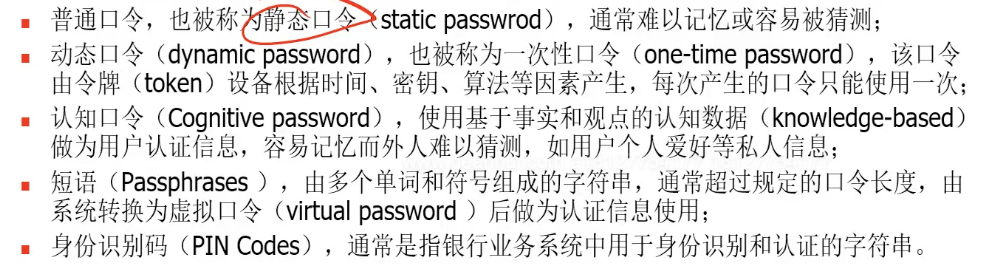 ▪ 普通口令，也被称为静态口令（static passwrod），通常难以记忆或容易被猜测；
▪ 动态口令（dynamic password），也被称为一次性口令（one-time password），该口令
由令牌（token）设备根据时间、密钥、算法等因素产生，每次产生的口令只能使用一次；
▪ 认知口令（Cognitive password），使用基于事实和观点的认知数据（knowledge-based）
做为用户认证信息，容易记忆而外人难以猜测，如用户个人爱好等私人信息；
▪ 短语（Passphrases ），由多个单词和符号组成的字符串，通常超过规定的口令长度，由
系统转换为虚拟口令（virtual password ）后做为认证信息使用；
▪ 身份识别码（PIN Codes），通常是指银行业务系统中用于身份识别和认证的字符串。